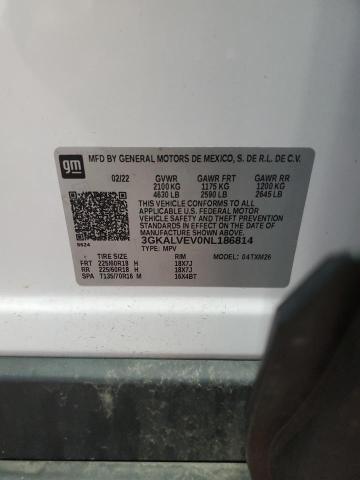 gm
MFD BY GENERAL MOTORS DE MEXICO, S. DE R.L. DE C.V.
02/22 GVWR GAWR FRT GAWR RR
2100 KG 1175 KG 1200 KG
4630 LB 2590 LB 2645 LB
THIS VEHICLE CONFORMS TO ALL
APPLICABLE U.S. FEDERAL MOTOR
VEHICLE SAFETY AND THEFT
PREVENTION STANDARDS IN EFFECT
ON THE DATE OF MANUFACTURE
SHOWN ABOVE.
3GKALVEV0NL186814
5524 TYPE: MPV
TIRE SIZE RIM MODEL: 04TXM26
FRT 225/60R18 H 18X7J
RR 225/60R18 H 18X7J
SPA T135/70R16 M 16X4BT